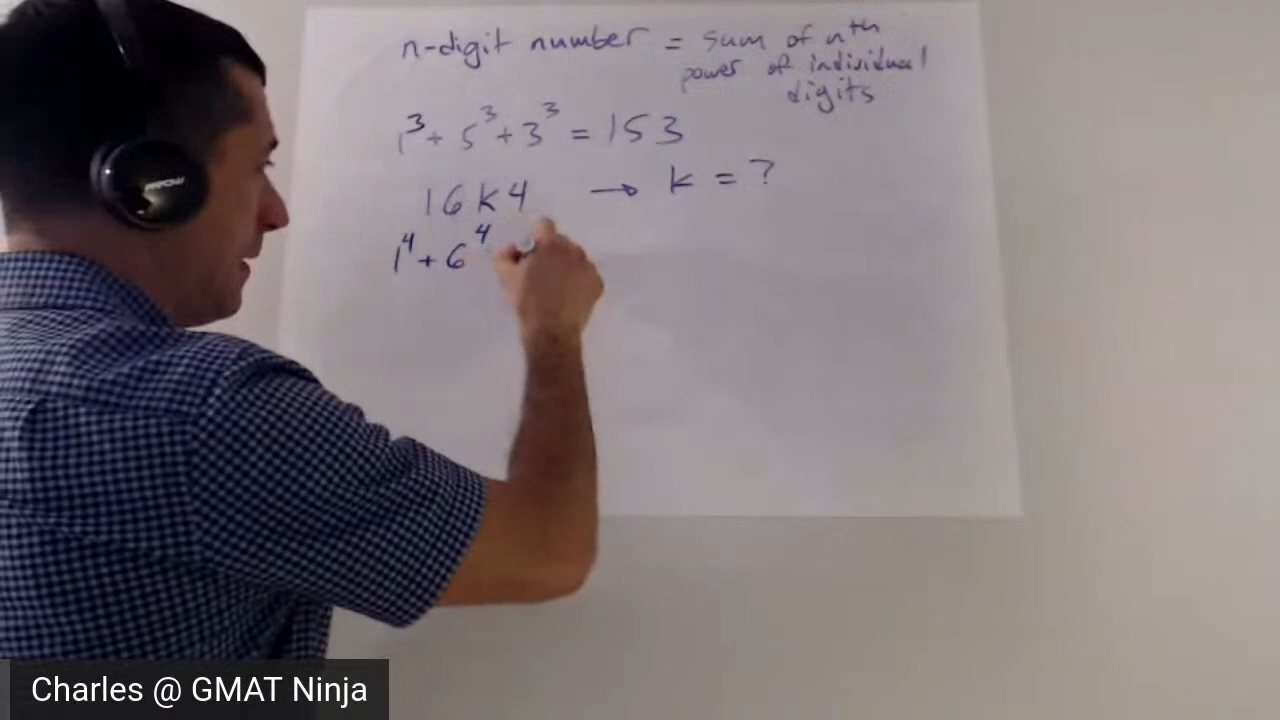 n-digit number = sum of nᵗʰ
power of individual
digits
1³ + 5³ + 3³ = 153
16k4 → k = ?
1⁴ + 6⁴
Charles @ GMAT Ninja